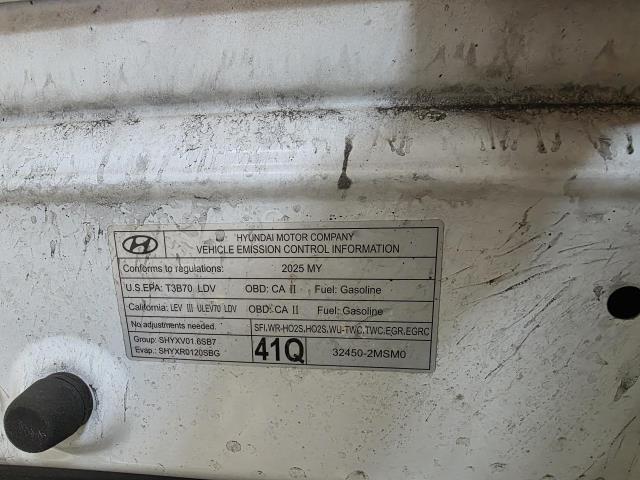 HYUNDAI MOTOR COMPANY
VEHICLE EMISSION CONTROL INFORMATION
Conforms to regulations: 2025 MY
U.S.EPA: T3B70 LDV OBD: CA II Fuel: Gasoline
California: LEV III ULEV70 LDV OBD: CA II Fuel: Gasoline
No adjustments needed. SFI,WR-HO2S,HO2S,WU-TWC,TWC,EGR,EGRC
Group: SHYXV01.6SB7
Evap: SHYXR0120SBG
41Q 32450-2MSM0